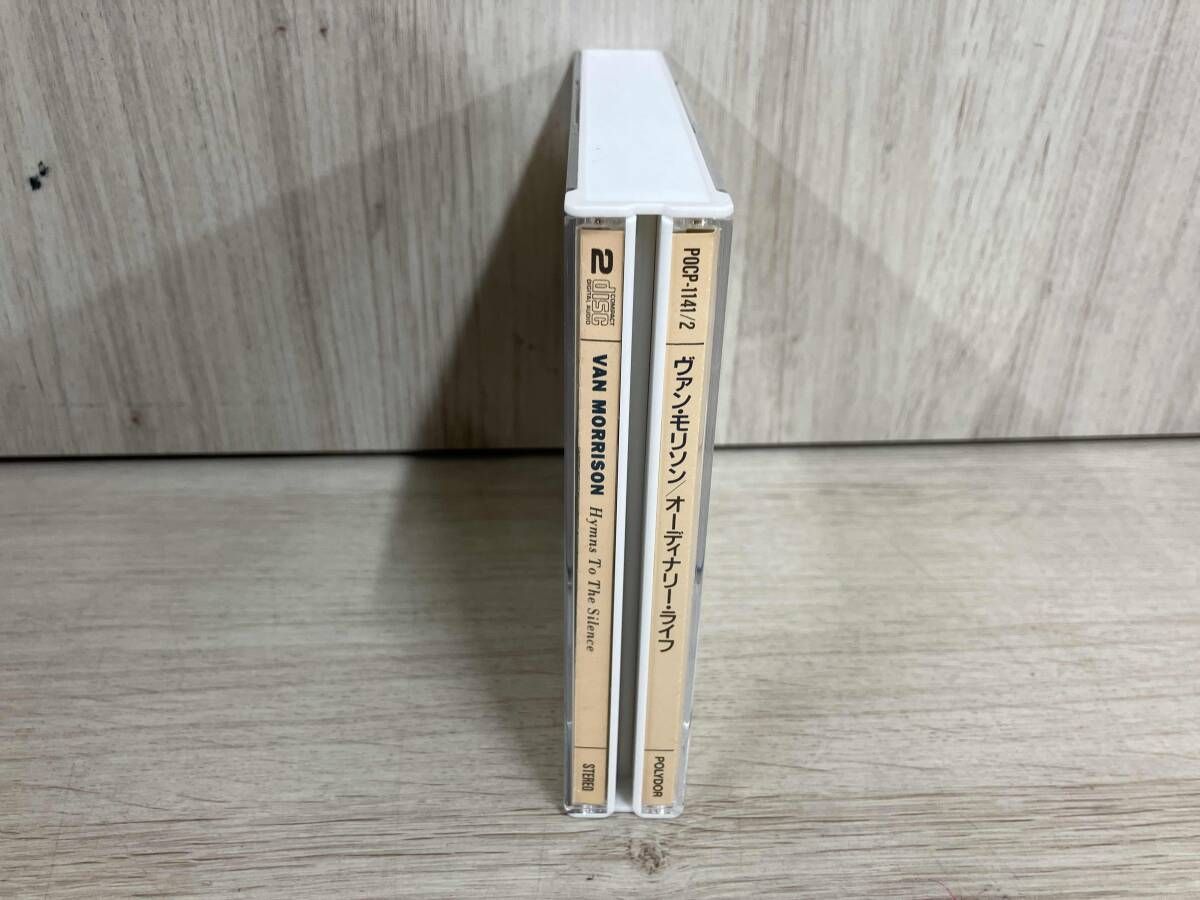 2 COMPACT disc DIGITAL AUDIO
VAN MORRISON Hymns To The Silence
STEREO
POCP-1141/2
ヴァン・モリソン/オーディナリー・ライフ
POLYDOR